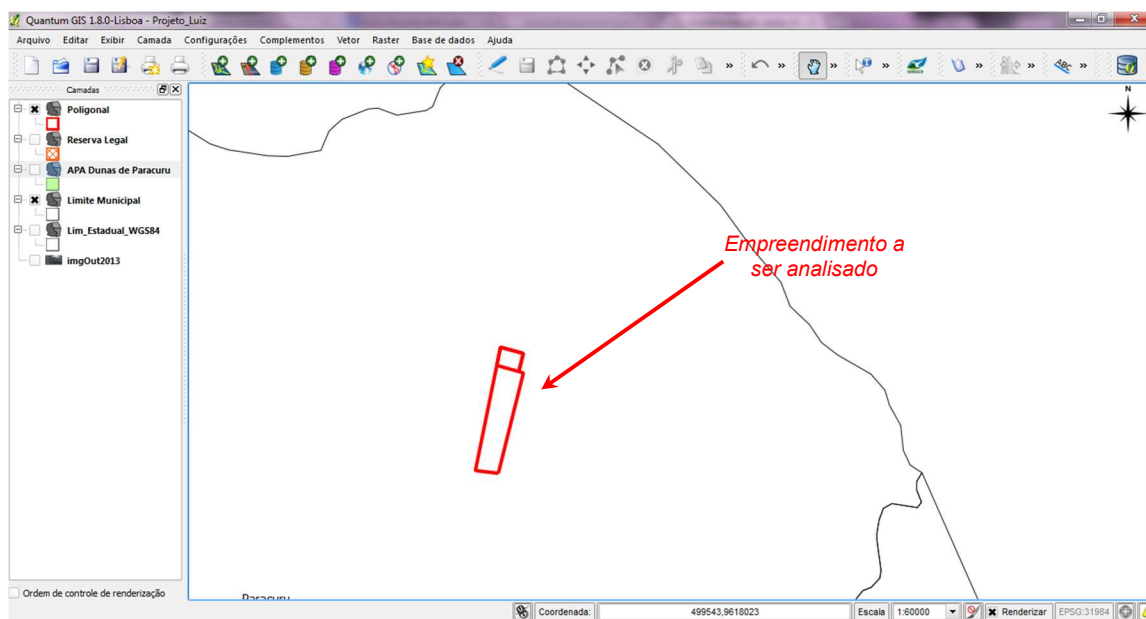 Quantum GIS 1.8.0-Lisboa - Projeto_Luiz
Arquivo Editar Exibir Camada Configurações Complementos Vetor Raster Base de dados Ajuda
Camadas
Poligonal
Reserva Legal
APA Dunas de Paracuru
Limite Municipal
Lim_Estadual_WGS84
imgOut2013
N
Empreendimento a
ser analisado
Ordem de controle de renderização
Paracuru
Coordenada: 499543,9618023 Escala 1:60000 Renderizar EPSG:31984